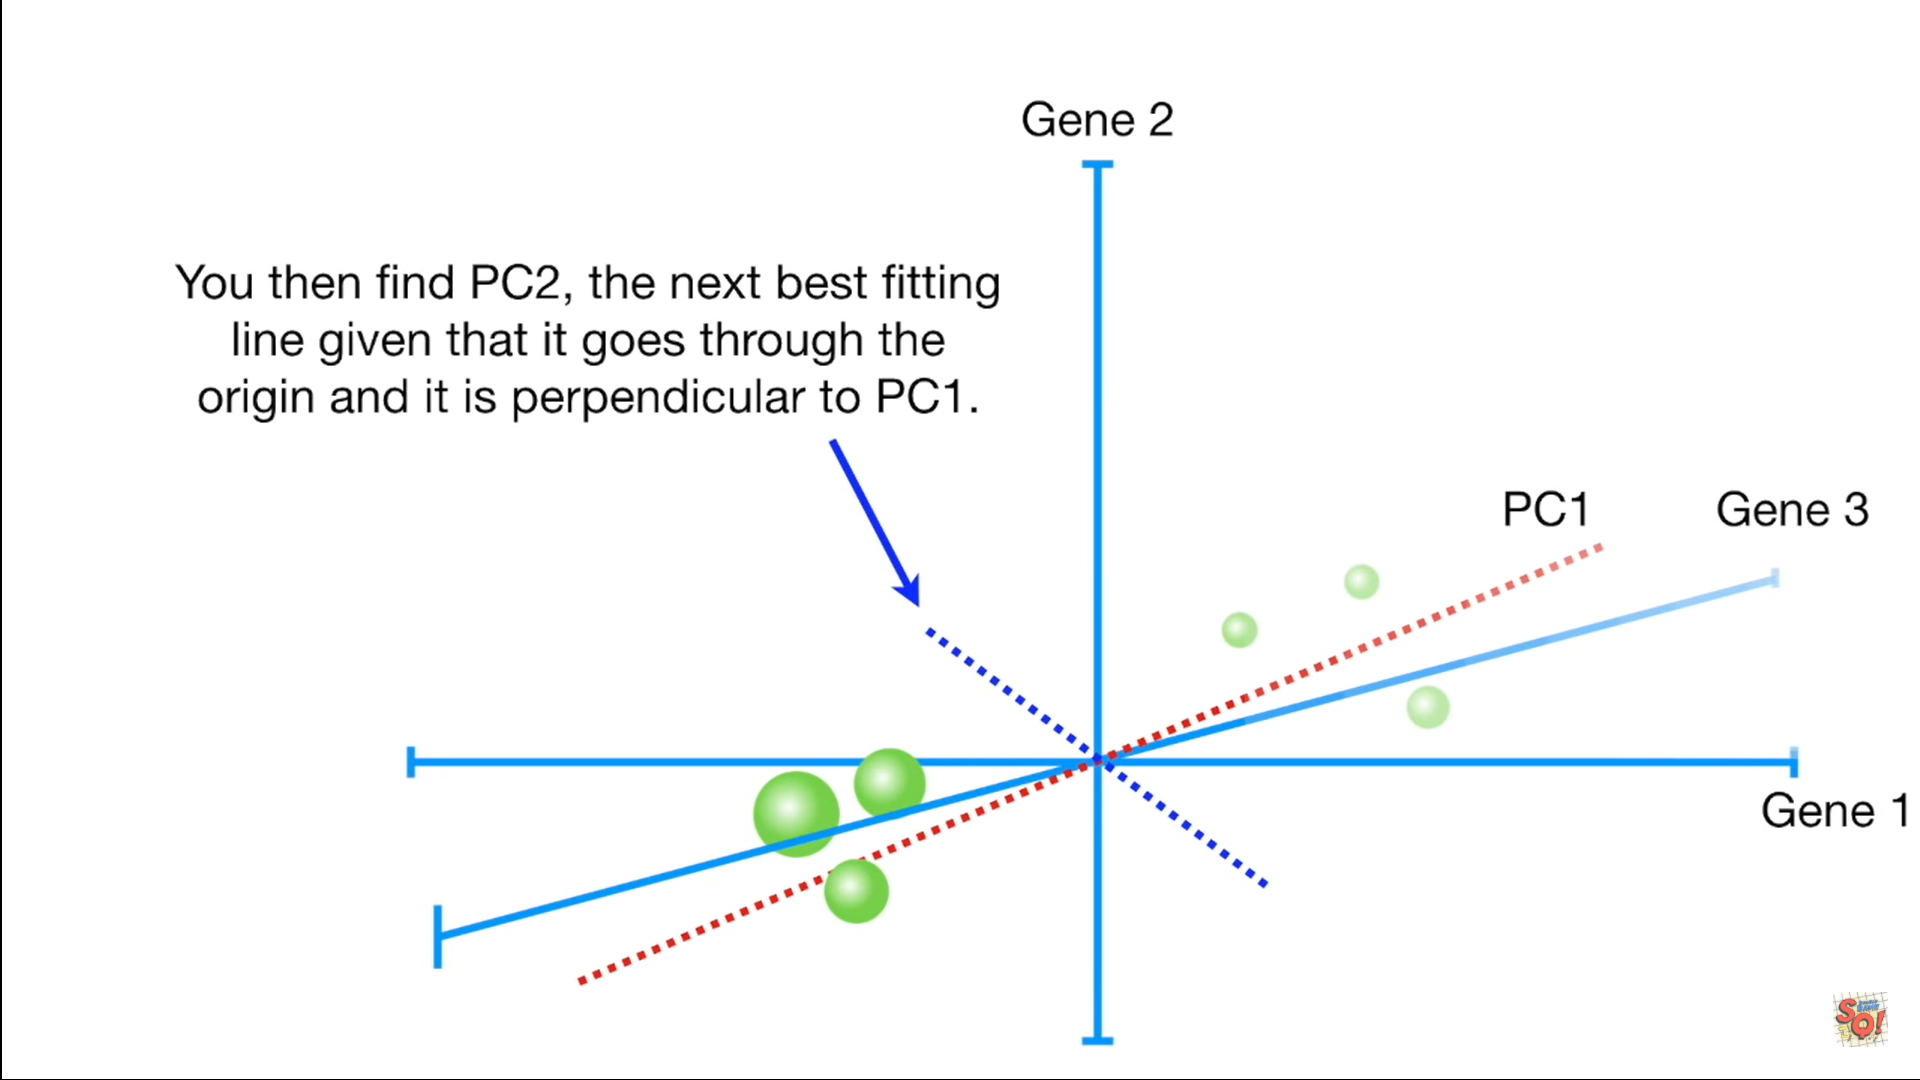 Gene 2
You then find PC2, the next best fitting
line given that it goes through the
origin and it is perpendicular to PC1.
PC1
Gene 3
Gene 1
SQ!